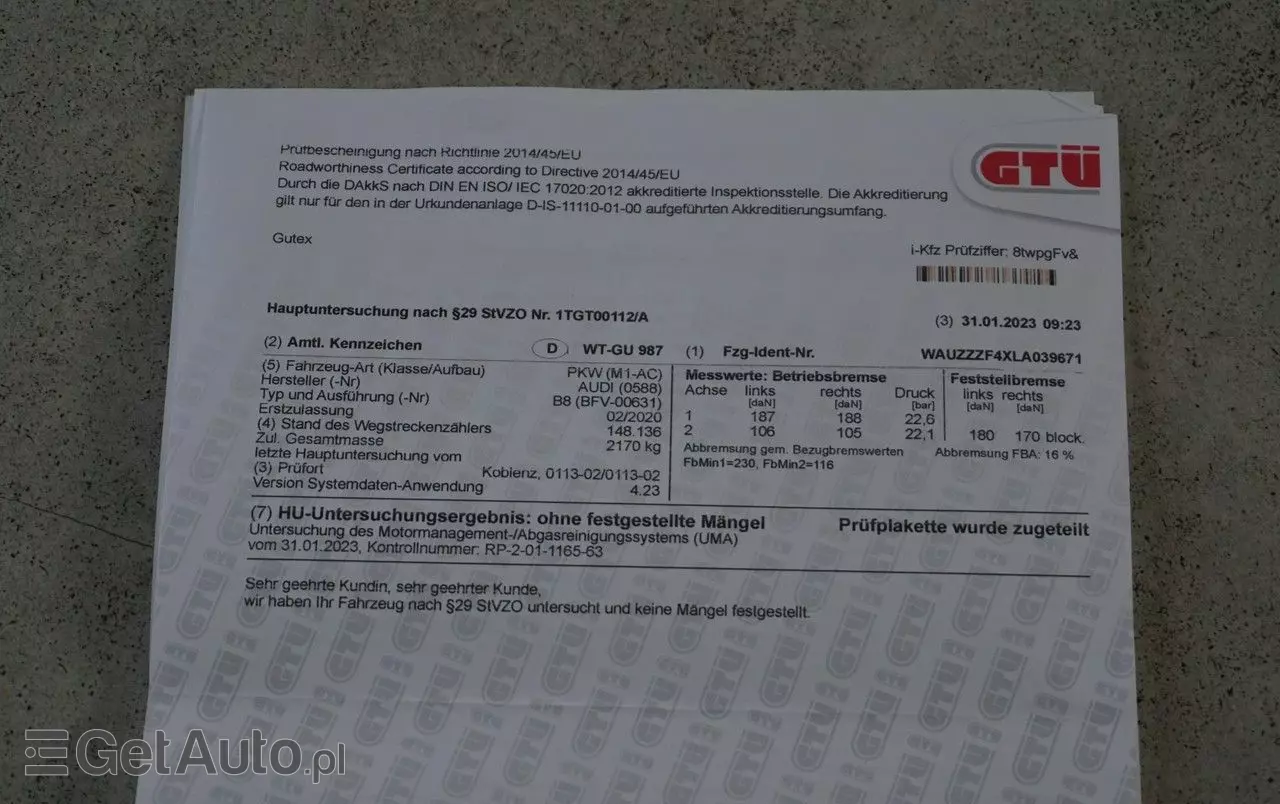 Prüfbescheinigung nach Richtlinie 2014/45/EU
Roadworthiness Certificate according to Directive 2014/45/EU
Durch die DAkkS nach DIN EN ISO/ IEC 17020:2012 akkreditierte Inspektionsstelle. Die Akkreditierung
gilt nur für den in der Urkundenanlage D-IS-11110-01-00 aufgeführten Akkreditierungsumfang.
GTÜ
Gutex
i-Kfz Prüfziffer: 8twpgFv&
Hauptuntersuchung nach §29 StVZO Nr. 1TGT00112/A
(3) 31.01.2023 09:23
(2) Amtl. Kennzeichen D WT-GU 987
(1) Fzg-Ident-Nr. WAUZZZF4XLA039671
(5) Fahrzeug-Art (Klasse/Aufbau) PKW (M1-AC)
Hersteller (-Nr) AUDI (0588)
Typ und Ausführung (-Nr) B8 (BFV-00631)
Erstzulassung 02/2020
(4) Stand des Wegstreckenzählers 148.136
Zul. Gesamtmasse 2170 kg
letzte Hauptuntersuchung vom
(3) Prüfort Koblenz, 0113-02/0113-02
Version Systemdaten-Anwendung 4.23
Messwerte: Betriebsbremse
Achse links rechts Druck
[daN] [daN] [bar]
1 187 188 22,6
2 106 105 22,1
Abbremsung gem. Bezugbremswerten
FbMin1=230, FbMin2=116
Feststellbremse
links rechts
[daN] [daN]
180 170 block.
Abbremsung FBA: 16 %
(7) HU-Untersuchungsergebnis: ohne festgestellte Mängel Prüfplakette wurde zugeteilt
Untersuchung des Motormanagement-/Abgasreinigungssystems (UMA)
vom 31.01.2023, Kontrollnummer: RP-2-01-1165-63
Sehr geehrte Kundin, sehr geehrter Kunde,
wir haben Ihr Fahrzeug nach §29 StVZO untersucht und keine Mängel festgestellt.
GetAuto.pl